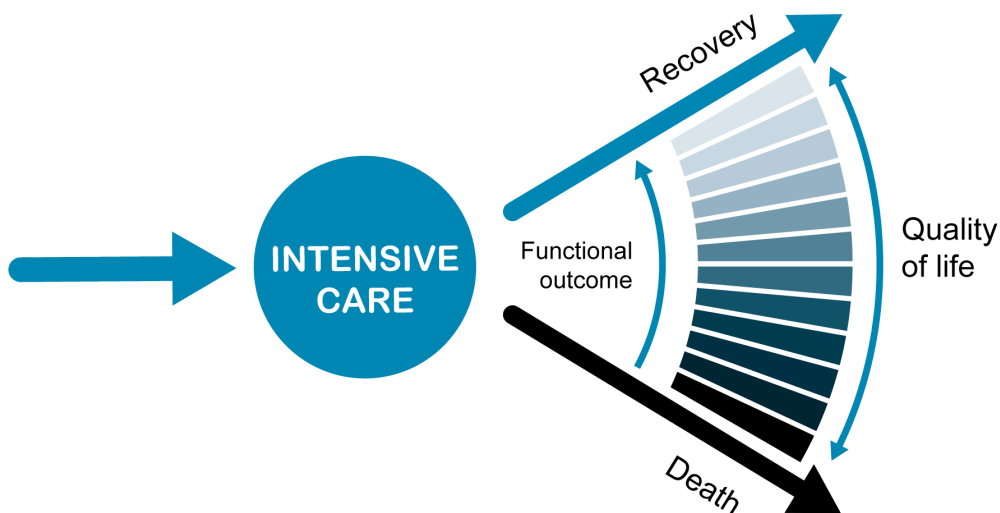 INTENSIVE
CARE
Recovery
Functional
outcome
Quality
of life
Death